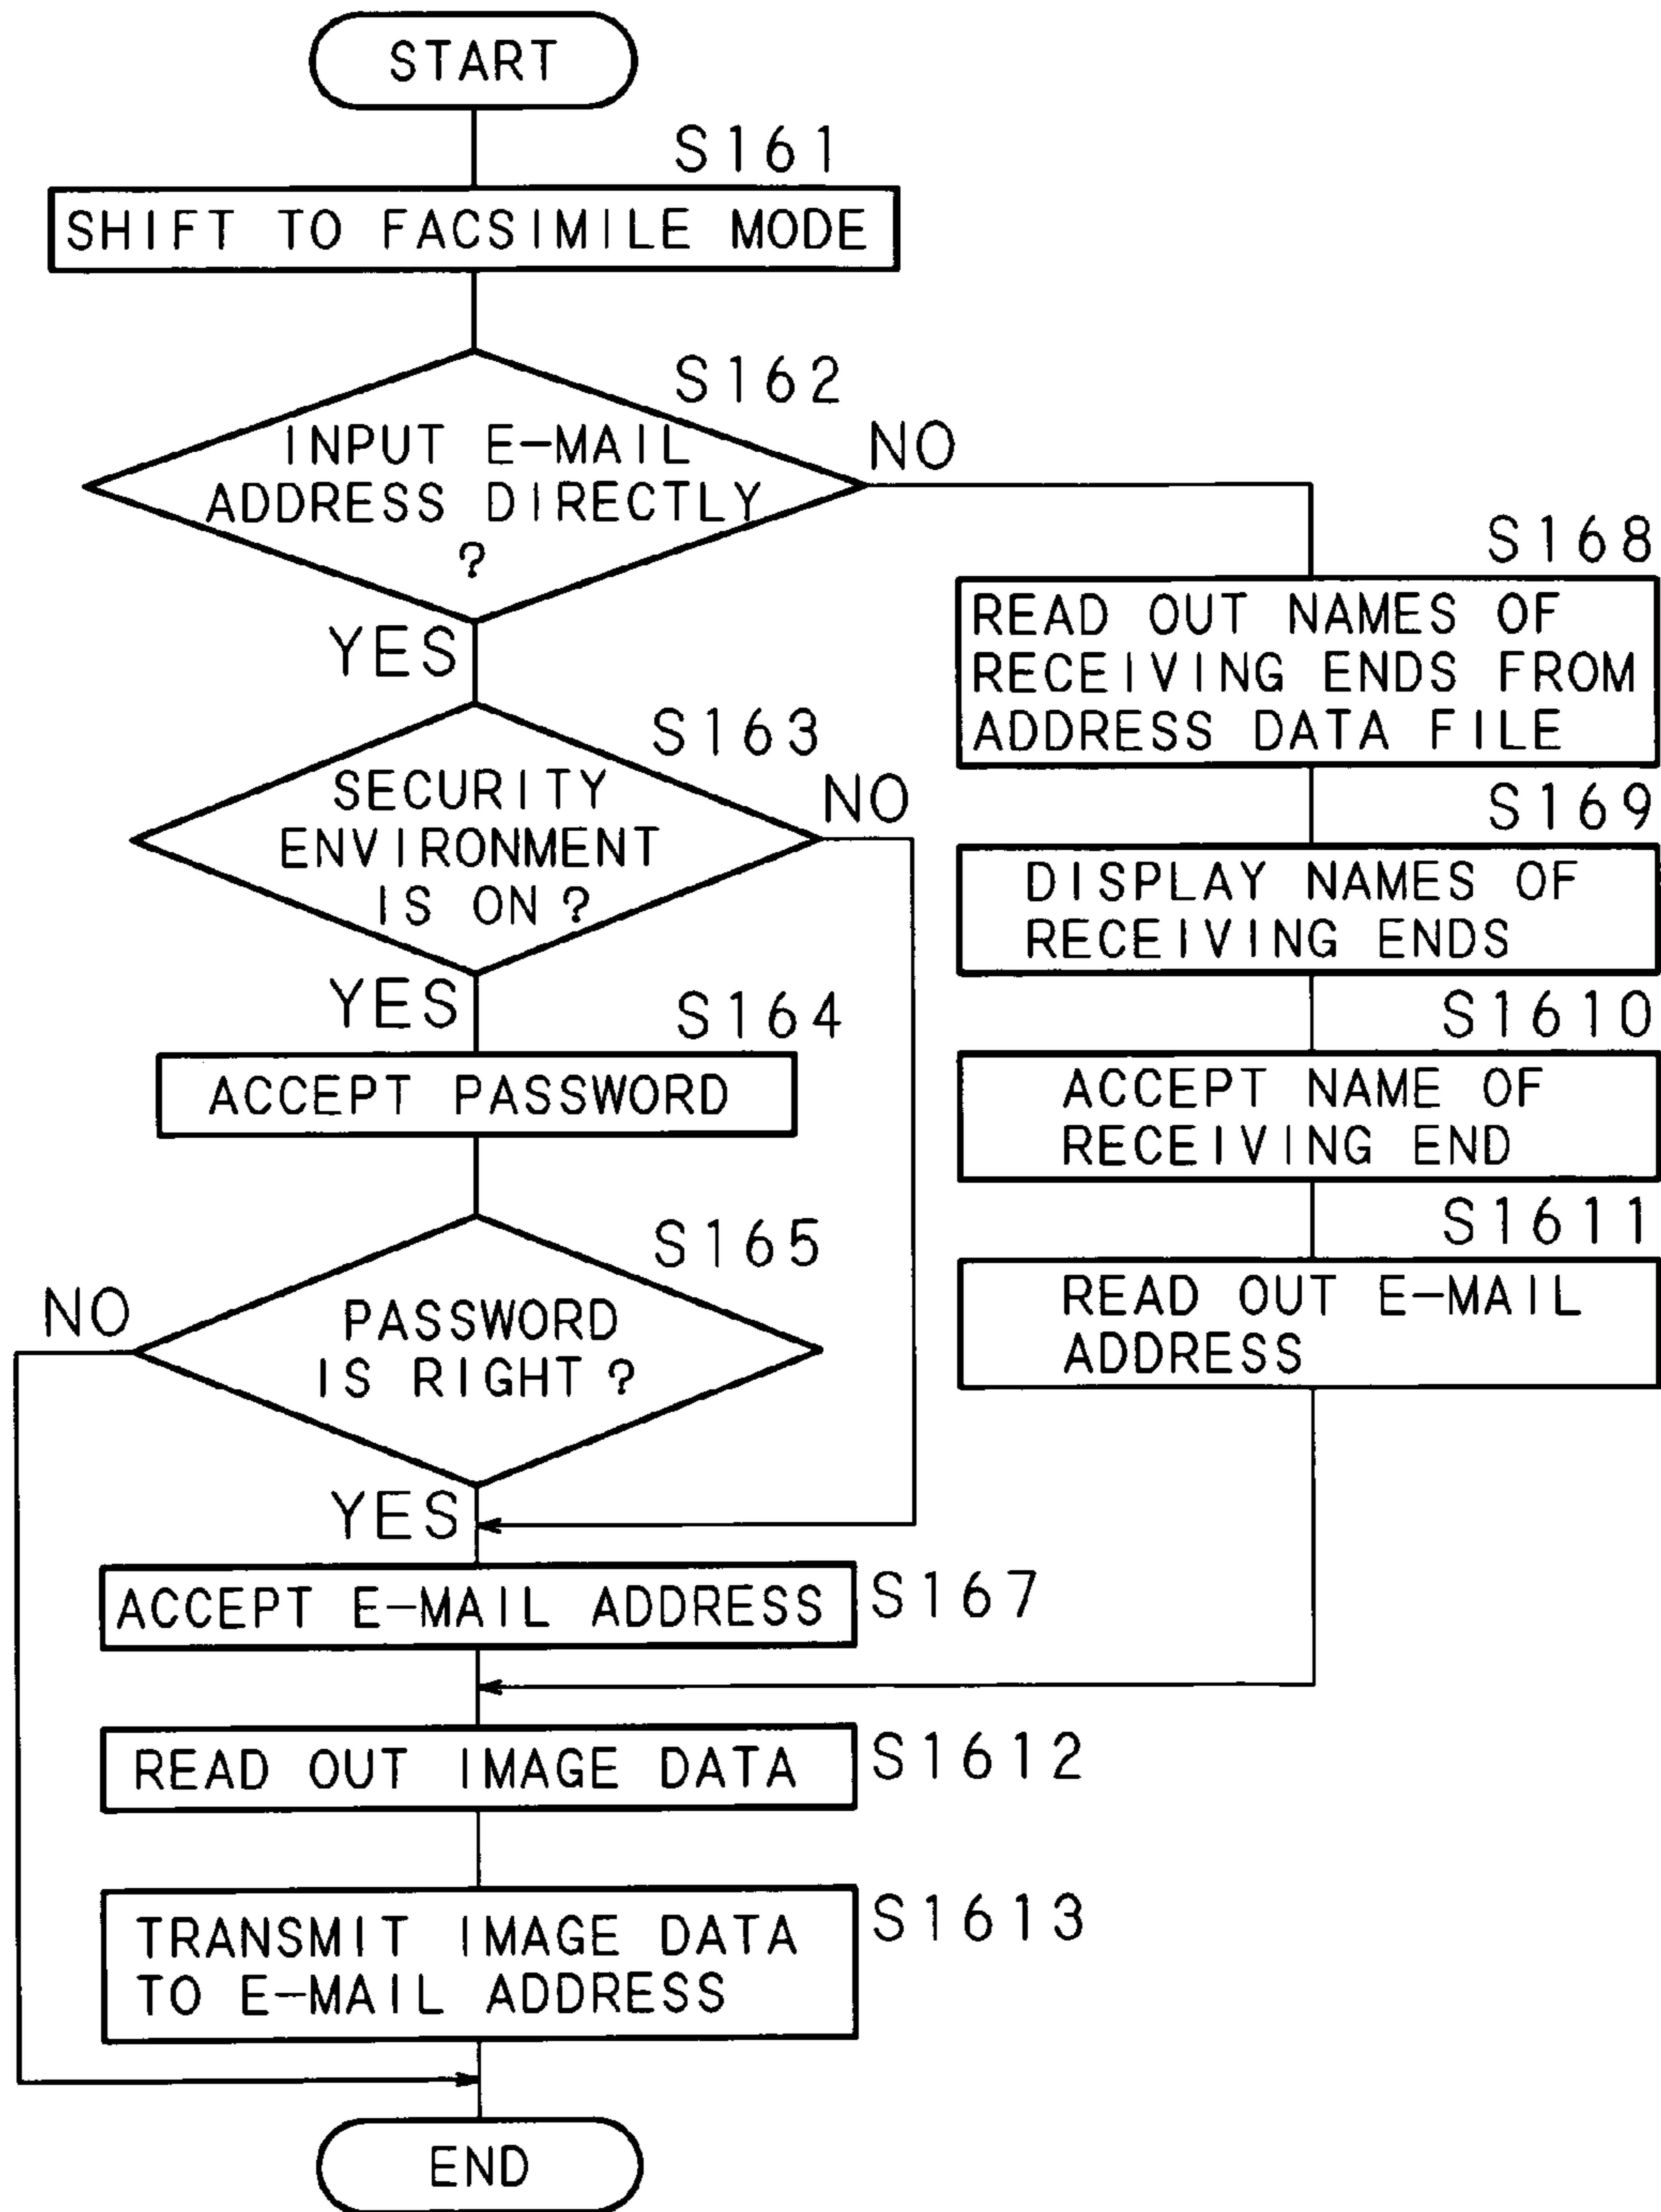 START
S161
SHIFT TO FACSIMILE MODE
S162
INPUT E-MAIL
ADDRESS DIRECTLY
?
NO
YES
S163
SECURITY
ENVIRONMENT
IS ON?
NO
YES
S164
ACCEPT PASSWORD
S165
PASSWORD
IS RIGHT?
NO
YES
ACCEPT E-MAIL ADDRESS
S167
S168
READ OUT NAMES OF
RECEIVING ENDS FROM
ADDRESS DATA FILE
S169
DISPLAY NAMES OF
RECEIVING ENDS
S1610
ACCEPT NAME OF
RECEIVING END
S1611
READ OUT E-MAIL
ADDRESS
READ OUT IMAGE DATA
S1612
TRANSMIT IMAGE DATA
TO E-MAIL ADDRESS
S1613
END